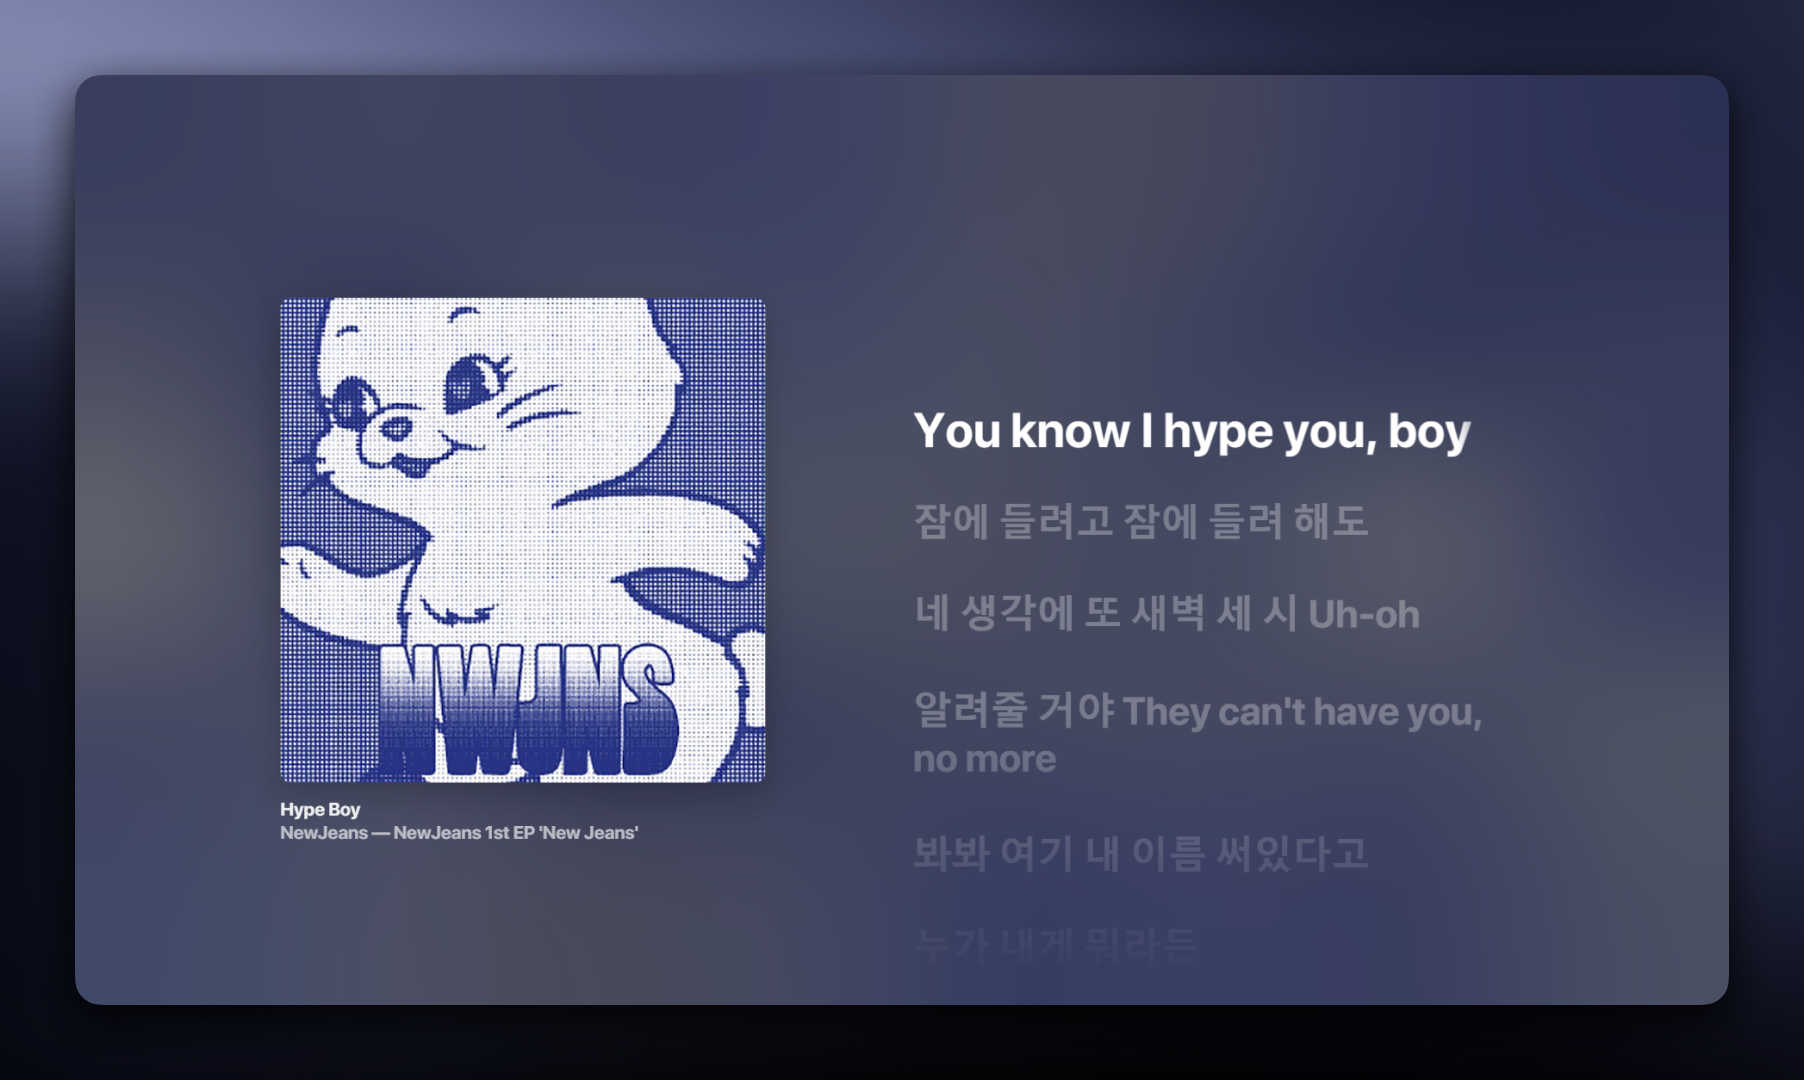 NWJNS
Hype Boy
NewJeans — NewJeans 1st EP 'New Jeans'
You know I hype you, boy
잠에 들려고 잠에 들려 해도
네 생각에 또 새벽 세 시 Uh-oh
알려줄 거야 They can't have you,
no more
봐봐 여기 내 이름 써있다고
누가 내게 뭐라든